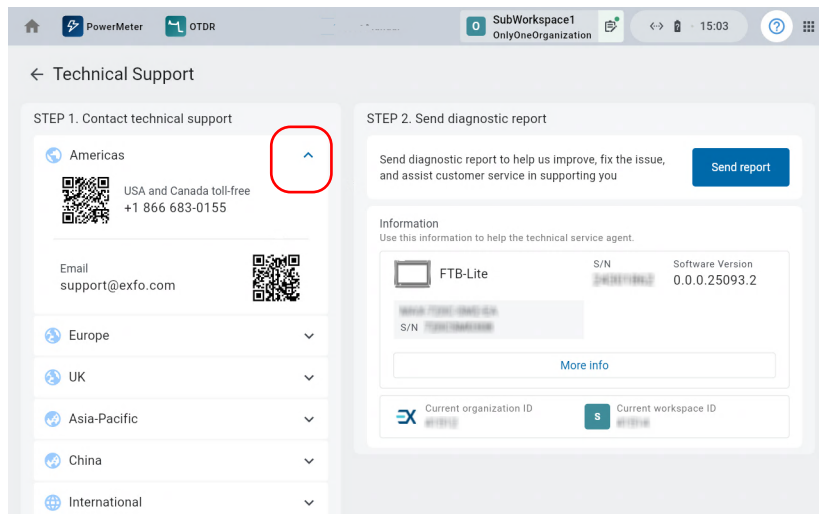 PowerMeter
OTDR
O
SubWorkspace1
OnlyOneOrganization
15:03
?
Technical Support
STEP 1. Contact technical support
Americas
USA and Canada toll-free
+1 866 683-0155
Email
support@exfo.com
Europe
UK
Asia-Pacific
China
International
STEP 2. Send diagnostic report
Send diagnostic report to help us improve, fix the issue,
and assist customer service in supporting you
Send report
Information
Use this information to help the technical service agent.
FTB-Lite
S/N
Software Version
0.0.0.25093.2
S/N
More info
EX
Current organization ID
S
Current workspace ID